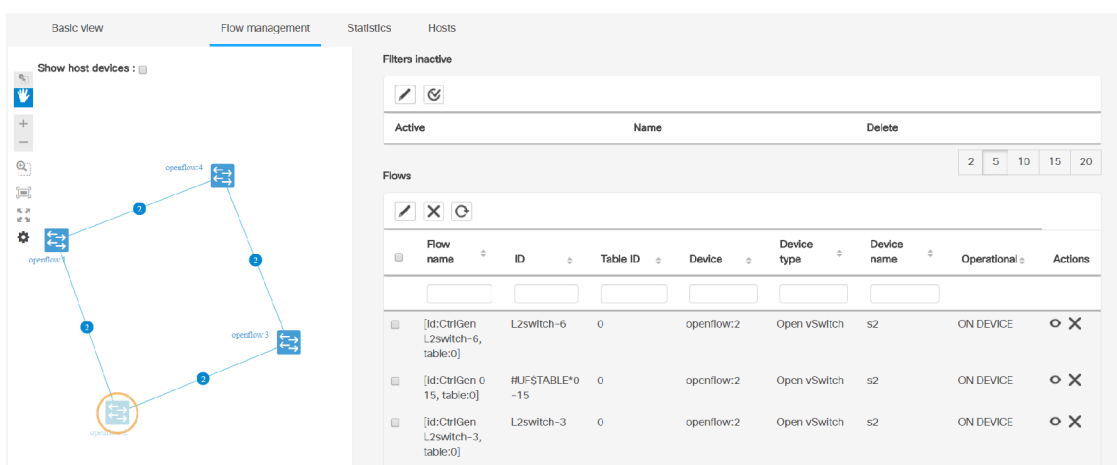 Basic view Flow management Statistics Hosts
Show host devices :
openflow:4
2
2
openflow:1
2
openflow:3
2
Filters inactive
Active Name Delete
2 5 10 15 20
Flows
Flow name ID Table ID Device Device type Device name Operational Actions
[id:CtrlGen L2switch-6, table:0] L2switch-6 0 openflow:2 Open vSwitch s2 ON DEVICE
[id:CtrlGen 0 15, table:0] #UF$TABLE*0-15 0 openflow:2 Open vSwitch s2 ON DEVICE
[id:CtrlGen L2switch-3, table:0] L2switch-3 0 openflow:2 Open vSwitch s2 ON DEVICE